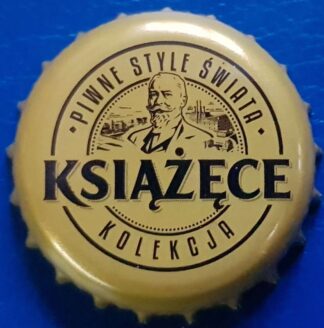 PIWNE STYLE ŚWIATA
KSIĄŻĘCE
KOLEKCJA